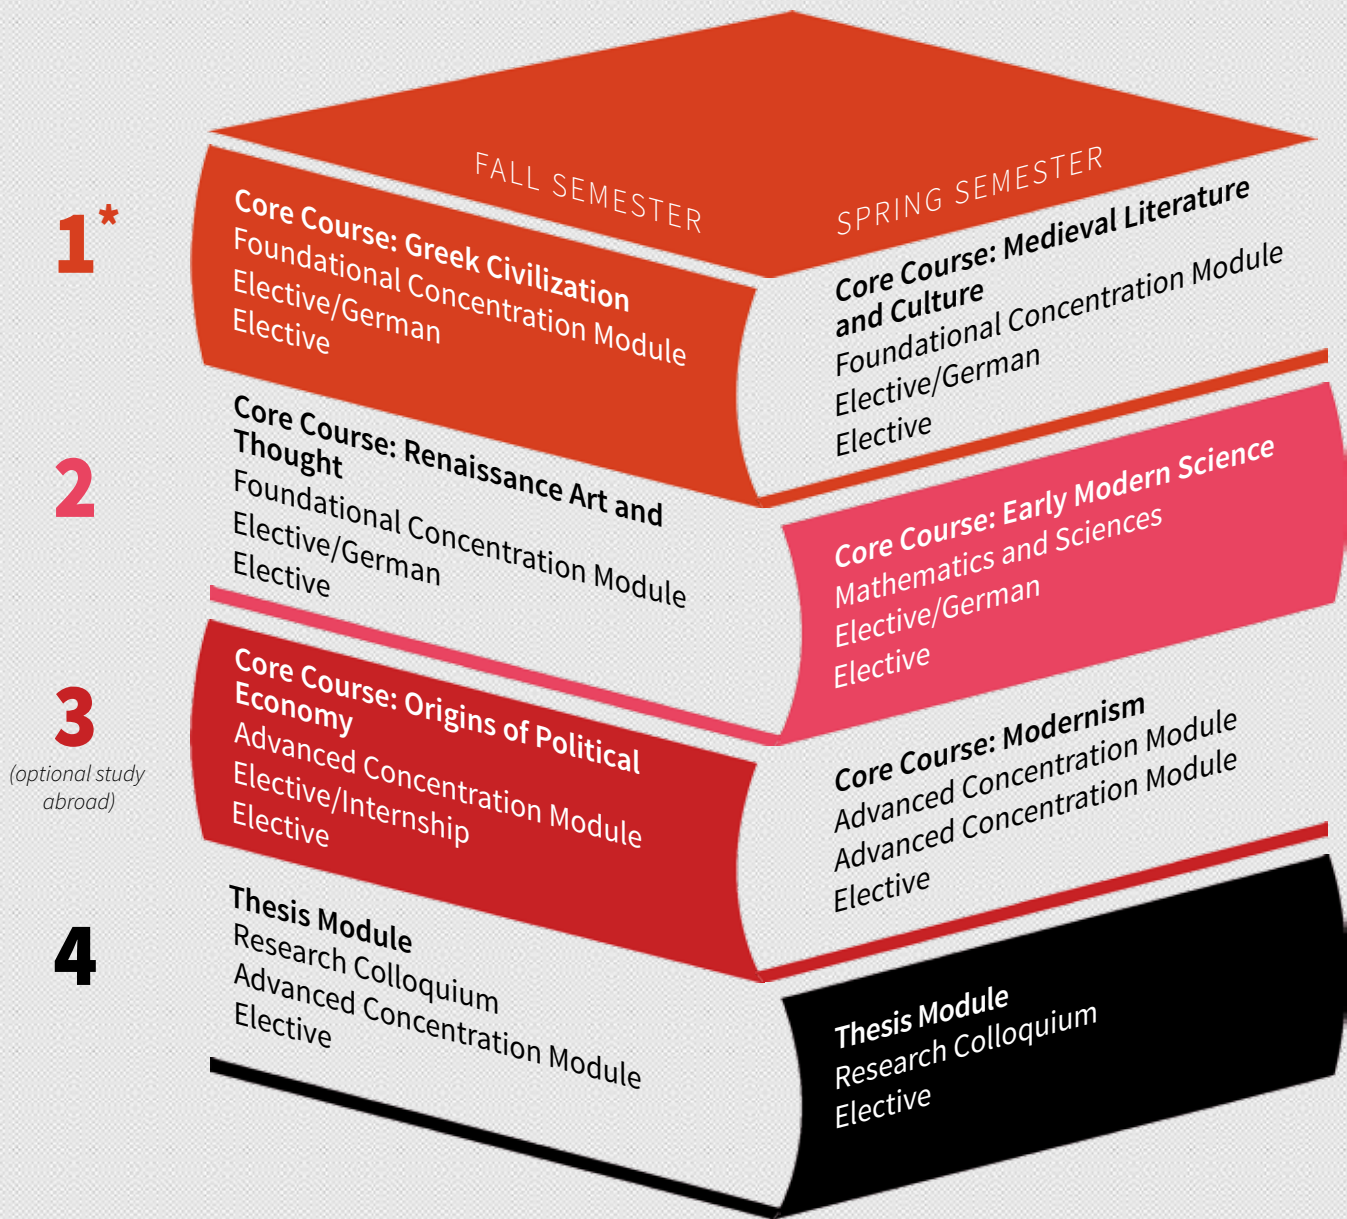 FALL SEMESTER
SPRING SEMESTER
1*
Core Course: Greek Civilization
Foundational Concentration Module
Elective/German
Elective
Core Course: Medieval Literature
and Culture
Foundational Concentration Module
Elective/German
Elective
2
Core Course: Renaissance Art and
Thought
Foundational Concentration Module
Elective/German
Elective
Core Course: Early Modern Science
Mathematics and Sciences
Elective/German
Elective
3
(optional study
abroad)
Core Course: Origins of Political
Economy
Advanced Concentration Module
Elective/Internship
Elective
Core Course: Modernism
Advanced Concentration Module
Advanced Concentration Module
Elective
4
Thesis Module
Research Colloquium
Advanced Concentration Module
Elective
Thesis Module
Research Colloquium
Elective